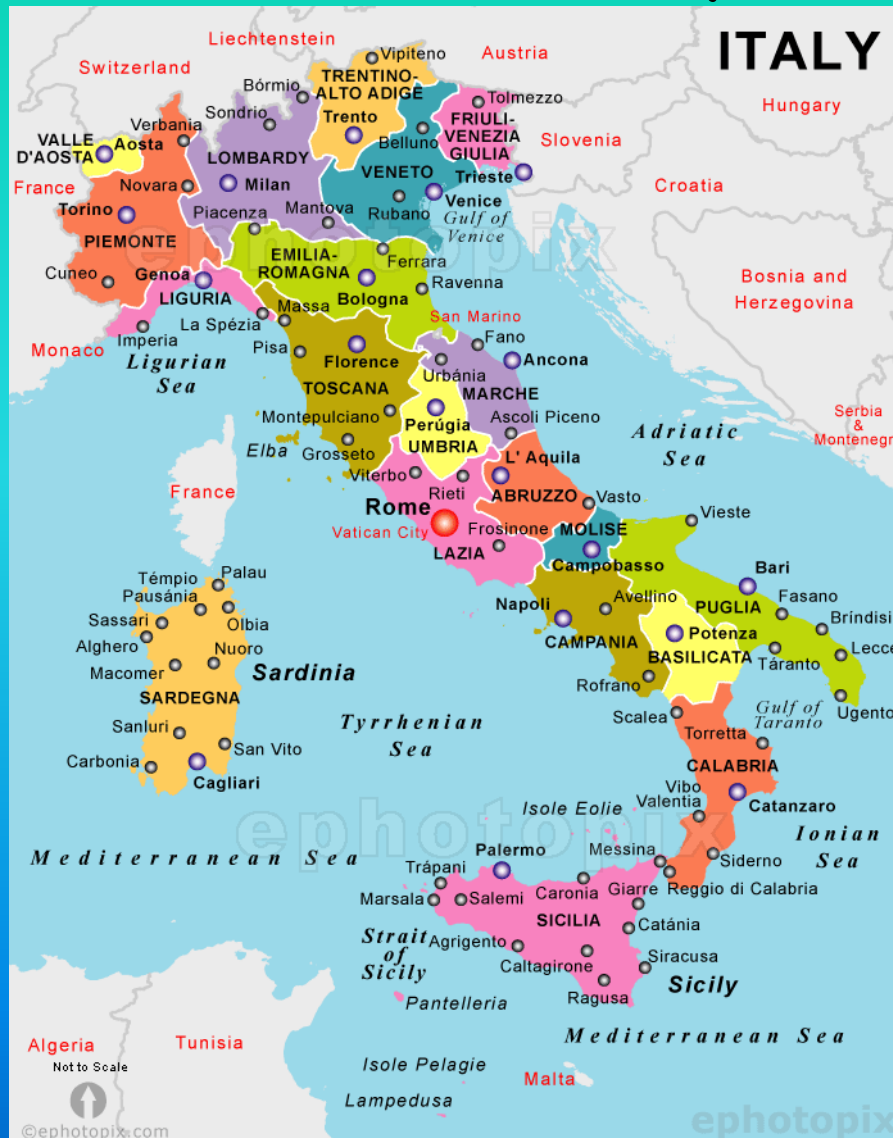 ITALY
Liechtenstein
Austria
Switzerland
Hungary
Vipiteno
TRENTINO-
ALTO ADIGE
Bórmio
Sondrio
Trento
Tolmezzo
FRIULI-
VENEZIA
GIULIA
Slovenia
Verbania
VALLE
D'AOSTA
Aosta
LOMBARDY
Belluno
VENETO
Trieste
France
Novara
Milan
Venice
Croatia
Torino
Piacenza
Mantova
Rubano
Gulf of
Venice
PIEMONTE
ephotopix
EMILIA-
ROMAGNA
Ferrara
Cuneo
Genoa
LIGURIA
Bologna
Ravenna
Bosnia and
Herzegovina
Massa
La Spézia
San Marino
Imperia
Monaco
Ligurian
Sea
Pisa
Florence
Fano
Urbánia
Ancona
TOSCANA
MARCHE
Montepulciano
Perúgia
UMBRIA
Ascoli Piceno
Serbia
&
Montenegr
Adriatic
Sea
Elba
Grosseto
Viterbo
Rieti
L' Aquila
ABRUZZO
France
Rome
Vatican City
Frosinone
LAZIA
Vasto
MOLISE
Campobasso
Vieste
Palau
Témpio
Pausánia
Olbia
Sassari
Alghero
Nuoro
Macomer
Sardinia
SARDEGNA
Sanluri
San Vito
Carbonia
Cagliari
Napoli
Avellino
CAMPANIA
Bari
PUGLIA
Fasano
Bríndisi
Potenza
BASILICATA
Táranto
Lecce
Rofrano
Ugento
Scalea
Gulf of
Taranto
Tyrrhenian
Sea
Torretta
CALABRIA
Vibo
Valentia
Catanzaro
Isole Eolie
ephotopix
Ionian
Sea
Mediterranean Sea
Palermo
Messina
Siderno
Reggio di Calabria
Trápani
Marsala
Salemi
Caronia
Giarre
SICILIA
Catánia
Strait
of
Sicily
Agrigento
Caltagirone
Siracusa
Ragusa
Sicily
Pantelleria
Mediterranean Sea
Algeria
Tunisia
Not to Scale
Isole Pelagie
Malta
Lampedusa
©ephotopix.com
ephotopix